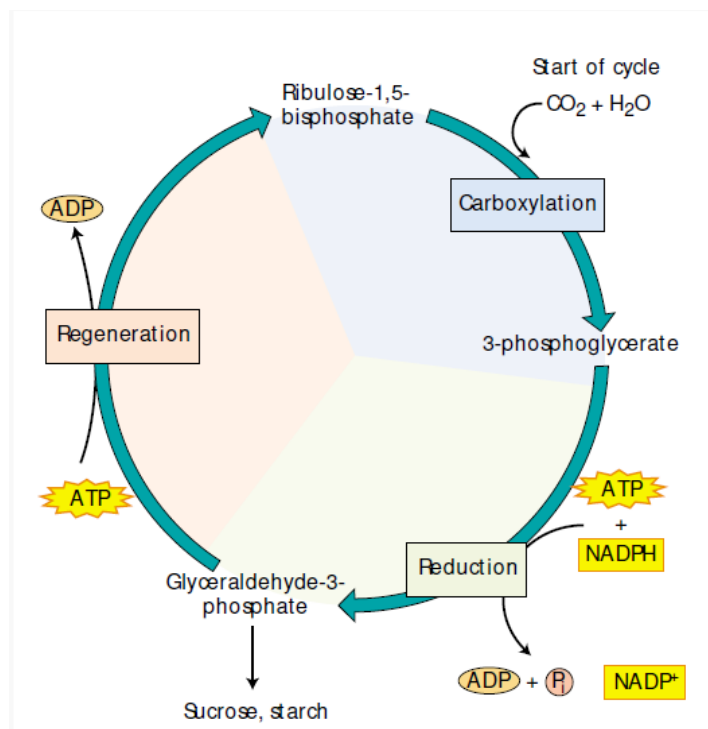 Start of cycle
CO₂ + H₂O
Ribulose-1,5-
bisphosphate
Carboxylation
3-phosphoglycerate
ATP
+
NADPH
Reduction
ADP + Pi NADP⁺
Glyceraldehyde-3-
phosphate
Sucrose, starch
ATP
Regeneration
ADP